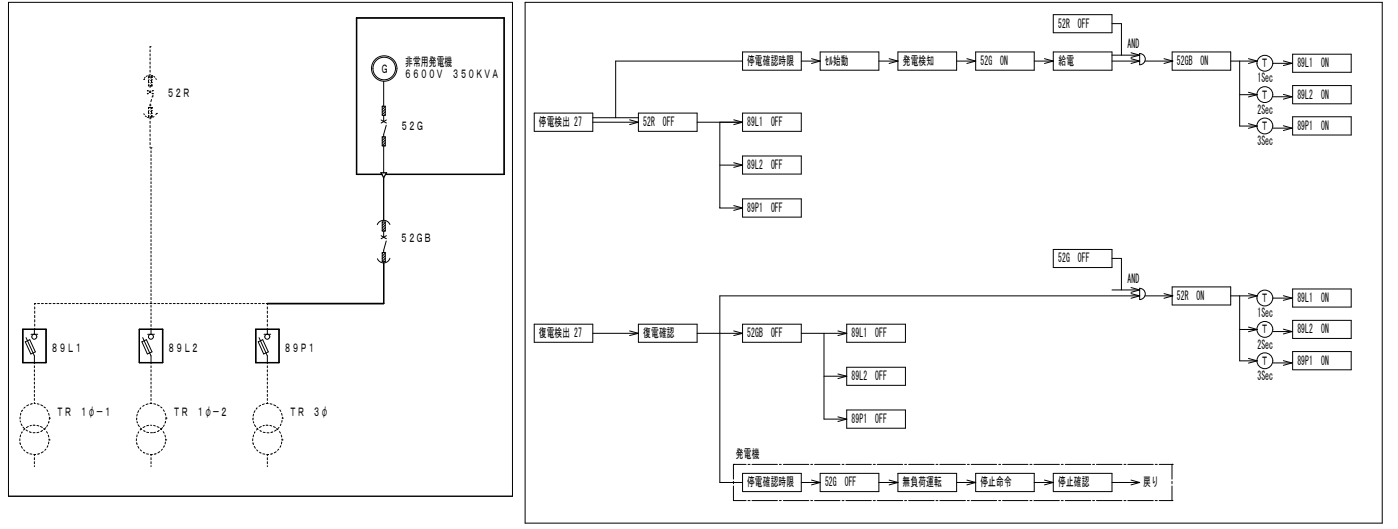 非常用発電機
6600V 350KVA
G
52R
52G
52GB
89L1
89L2
89P1
TR 1φ-1
TR 1φ-2
TR 3φ
52R OFF
AND
停電確認時限
ｾﾙ始動
発電検知
52G ON
給電
52GB ON
T
1Sec
89L1 ON
T
2Sec
89L2 ON
T
3Sec
89P1 ON
停電検出 27
52R OFF
89L1 OFF
89L2 OFF
89P1 OFF
52G OFF
AND
52R ON
T
1Sec
89L1 ON
T
2Sec
89L2 ON
T
3Sec
89P1 ON
復電検出 27
復電確認
52GB OFF
89L1 OFF
89L2 OFF
89P1 OFF
発電機
停電確認時限
52G OFF
無負荷運転
停止命令
停止確認
戻り